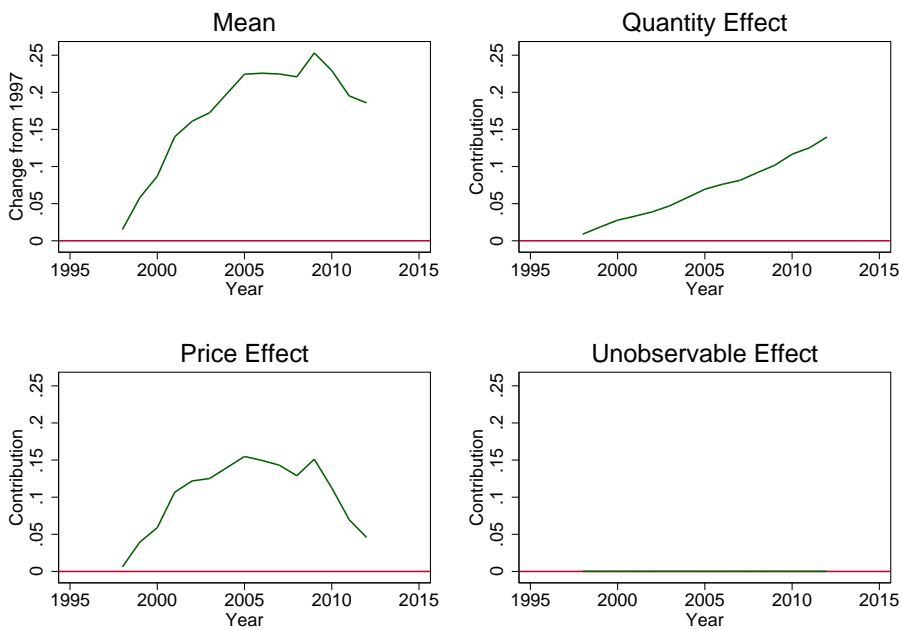 Mean
Change from 1997
0 .05 .1 .15 .2 .25
1995 2000 2005 2010 2015
Year
Quantity Effect
Contribution
0 .05 .1 .15 .2 .25
1995 2000 2005 2010 2015
Year
Price Effect
Contribution
0 .05 .1 .15 .2 .25
1995 2000 2005 2010 2015
Year
Unobservable Effect
Contribution
0 .05 .1 .15 .2 .25
1995 2000 2005 2010 2015
Year